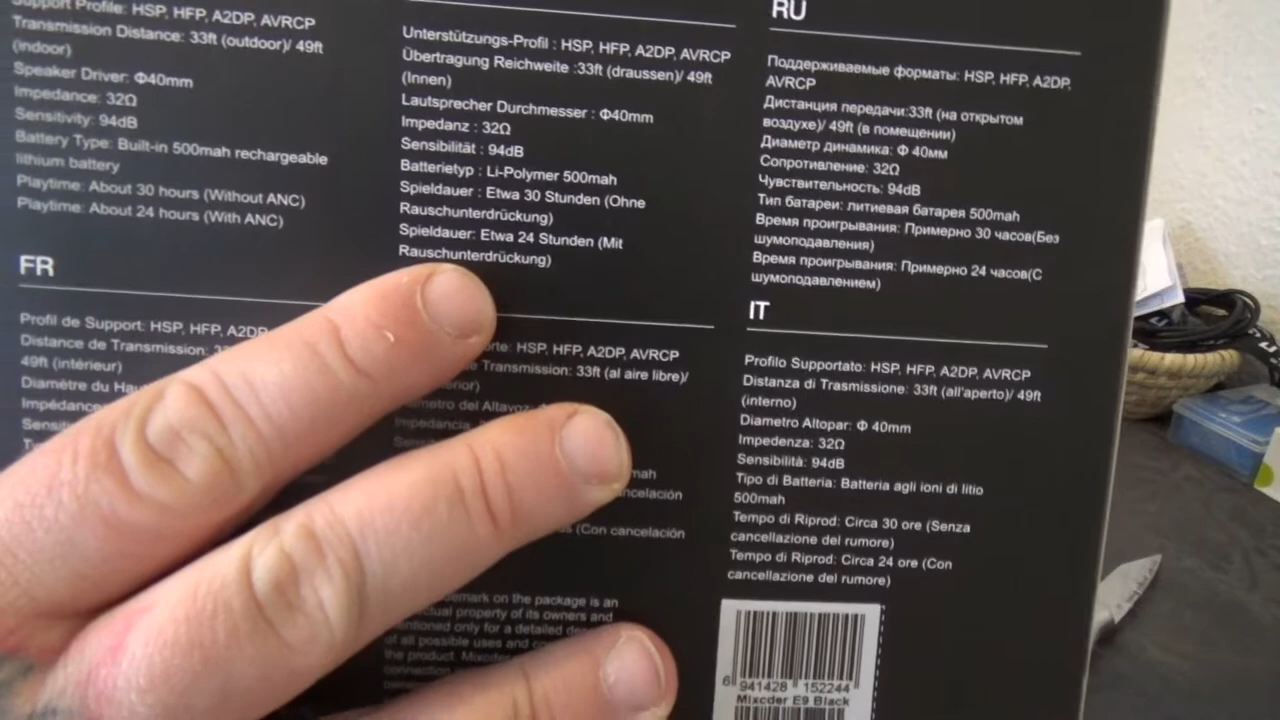 Support Profile: HSP, HFP, A2DP, AVRCP
Transmission Distance: 33ft (outdoor)/ 49ft
(indoor)
Speaker Driver: Φ40mm
Impedance: 32Ω
Sensitivity: 94dB
Battery Type: Built-in 500mah rechargeable
lithium battery
Playtime: About 30 hours (Without ANC)
Playtime: About 24 hours (With ANC)
Unterstützungs-Profil : HSP, HFP, A2DP, AVRCP
Übertragung Reichweite :33ft (draussen)/ 49ft
(Innen)
Lautsprecher Durchmesser : Φ40mm
Impedanz : 32Ω
Sensibilität : 94dB
Batterietyp : Li-Polymer 500mah
Spieldauer : Etwa 30 Stunden (Ohne
Rauschunterdrückung)
Spieldauer: Etwa 24 Stunden (Mit
Rauschunterdrückung)
RU
Поддерживаемые форматы: HSP, HFP, A2DP,
AVRCP
Дистанция передачи:33ft (на открытом
воздухе)/ 49ft (в помещении)
Диаметр динамика: Φ 40мм
Сопротивление: 32Ω
Чувствительность: 94dB
Тип батареи: литиевая батарея 500mah
Время проигрывания: Примерно 30 часов(Без
шумоподавления)
Время проигрывания: Примерно 24 часов(С
шумоподавлением)
FR
Profil de Support: HSP, HFP, A2DP
Distance de Transmission:
49ft (intérieur)
Diamètre du
Impédance
HSP, HFP, A2DP, AVRCP
Transmission: 33ft (al aire libre)/
del Altavoz
Impedancia
(Con cancelación
IT
Profilo Supportato: HSP, HFP, A2DP, AVRCP
Distanza di Trasmissione: 33ft (all'aperto)/ 49ft
(interno)
Diametro Altopar: Φ 40mm
Impedenza: 32Ω
Sensibilità: 94dB
Tipo di Batteria: Batteria agli ioni di litio
500mah
Tempo di Riprod: Circa 30 ore (Senza
cancellazione del rumore)
Tempo di Riprod: Circa 24 ore (Con
cancellazione del rumore)
on the package is an
property of its owners and
only for a detailed
of all possible uses and
the product. Mixcder
6 941428 152244
Mixcder E9 Black